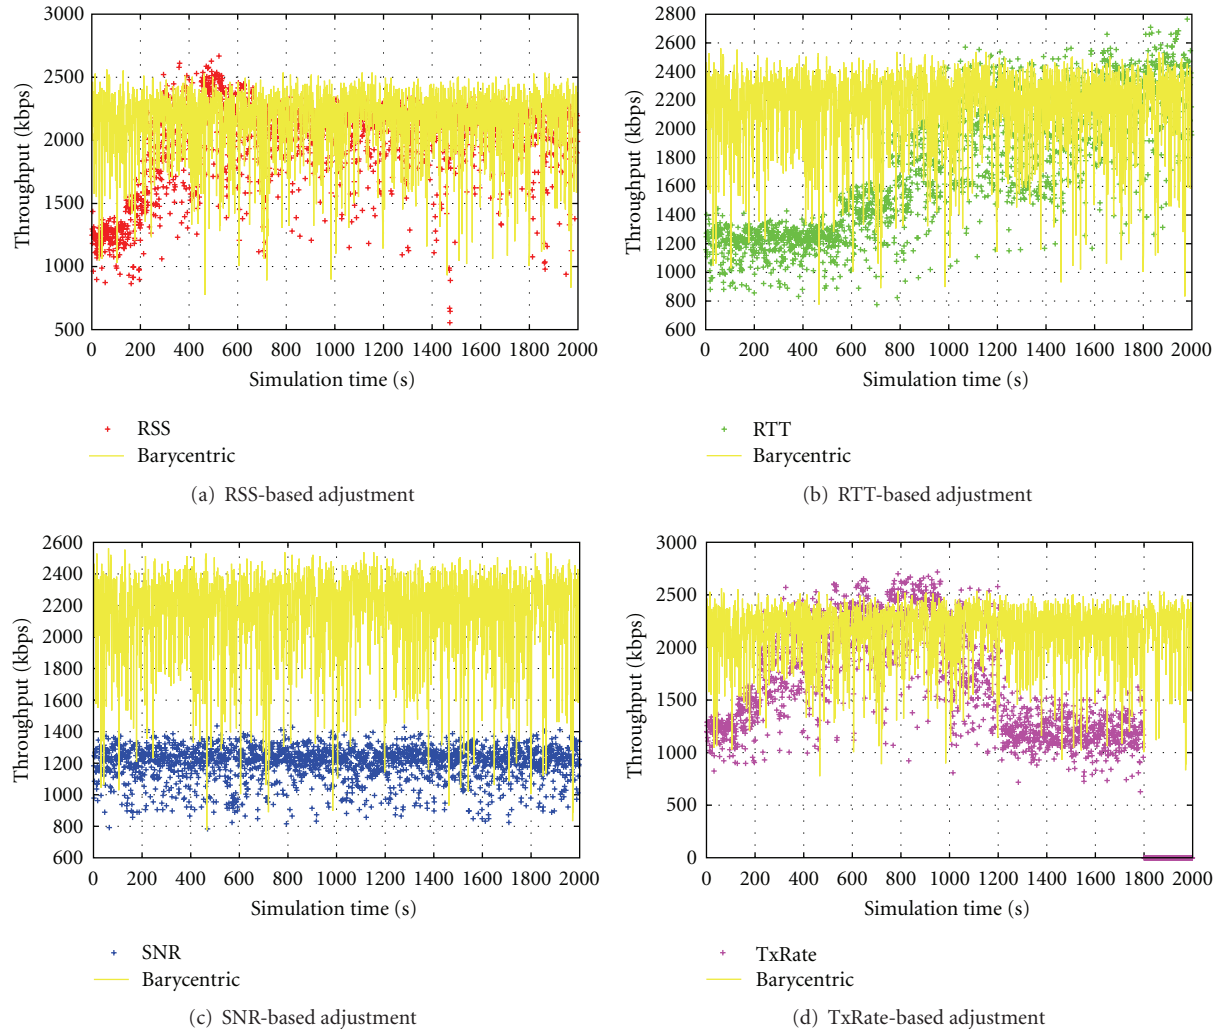 Throughput (kbps)
3000
2500
2000
1500
1000
500
0 200 400 600 800 1000 1200 1400 1600 1800 2000
Simulation time (s)
RSS
Barycentric
(a) RSS-based adjustment
Throughput (kbps)
2800
2600
2400
2200
2000
1800
1600
1400
1200
1000
800
600
0 200 400 600 800 1000 1200 1400 1600 1800 2000
Simulation time (s)
RTT
Barycentric
(b) RTT-based adjustment
Throughput (kbps)
2600
2400
2200
2000
1800
1600
1400
1200
1000
800
600
0 200 400 600 800 1000 1200 1400 1600 1800 2000
Simulation time (s)
SNR
Barycentric
(c) SNR-based adjustment
Throughput (kbps)
3000
2500
2000
1500
1000
500
0
0 200 400 600 800 1000 1200 1400 1600 1800 2000
Simulation time (s)
TxRate
Barycentric
(d) TxRate-based adjustment